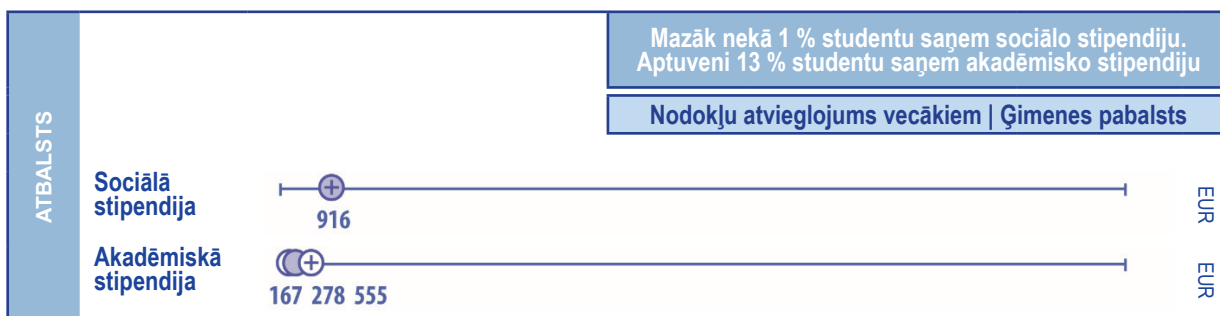 Mazāk nekā 1 % studentu saņem sociālo stipendiju.
Aptuveni 13 % studentu saņem akadēmisko stipendiju
Nodokļu atvieglojums vecākiem | Ģimenes pabalsts
ATBALSTS
Sociālā
stipendija
916
EUR
Akadēmiskā
stipendija
167 278 555
EUR